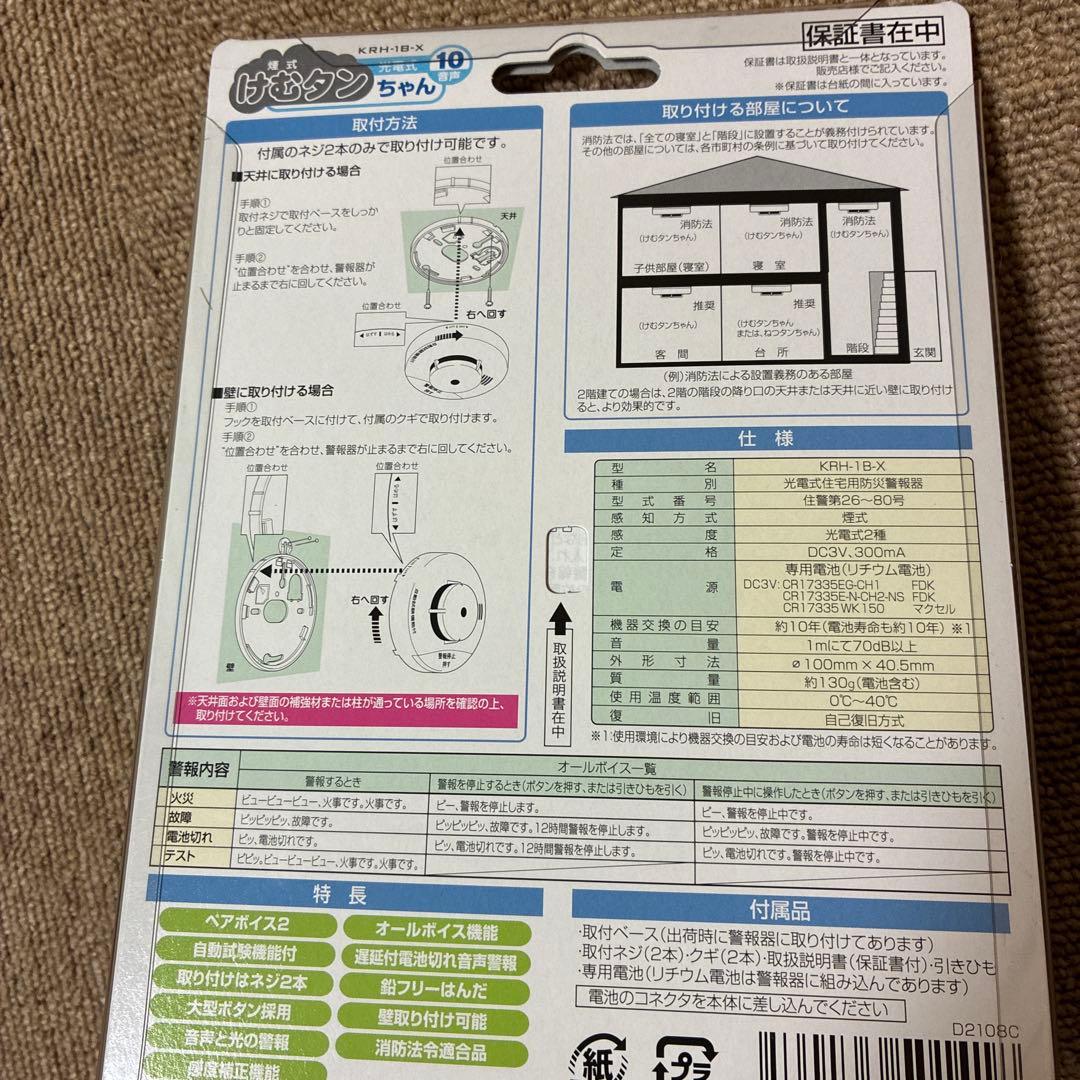 KRH-1B-X
煙式
けむタン
光電式
ちゃん
10
音声
保証書在中
保証書は取扱説明書と一体となっています。
販売店様でご記入ください。
※保証書は台紙の間に入っています。
取付方法
付属のネジ2本のみで取り付け可能です。
■天井に取り付ける場合
位置合わせ
手順①
取付ネジで取付ベースをしっか
りと固定してください。
天井
手順②
"位置合わせ"を合わせ、警報器が
止まるまで右に回してください。
位置合わせ
右へ回す
■壁に取り付ける場合
手順①
フックを取付ベースに付けて、付属のクギで取り付けます。
手順②
"位置合わせ"を合わせ、警報器が止まるまで右に回してください。
位置合わせ
位置合わせ
右へ回す
警報停止
押す
壁
※天井面および壁面の補強材または柱が通っている場所を確認の上、
取り付けてください。
取り付ける部屋について
消防法では、「全ての寝室」と「階段」に設置することが義務付けられています。
その他の部屋については、各市町村の条例に基づいて取り付けてください。
消防法
(けむタンちゃん)
子供部屋(寝室)
消防法
(けむタンちゃん)
寝室
消防法
(けむタンちゃん)
推奨
(けむタンちゃん)
客間
推奨
(けむタンちゃん
または、ねつタンちゃん)
台所
階段
玄関
(例)消防法による設置義務のある部屋
2階建ての場合は、2階の階段の降り口の天井または天井に近い壁に取り付け
ると、より効果的です。
仕様
型名 KRH-1B-X
種別 光電式住宅用防災警報器
型式番号 住警第26~80号
感知方式 煙式
感度 光電式2種
定格 DC3V、300mA
電源 専用電池(リチウム電池)
DC3V: CR17335EG-CH1 FDK
CR17335E-N-CH2-NS FDK
CR17335 WK150 マクセル
機器交換の目安 約10年(電池寿命も約10年) ※1
音量 1mにて70dB以上
外形寸法 ø100mm×40.5mm
質量 約130g(電池含む)
使用温度範囲 0℃~40℃
復旧 自己復旧方式
※1:使用環境により機器交換の目安および電池の寿命は短くなることがあります。
取扱説明書在中
警報内容 オールボイス一覧
警報するとき 警報を停止するとき(ボタンを押す、または引きひもを引く) 警報停止中に操作したとき(ボタンを押す、または引きひもを引く)
火災 ピュービュービュー、火事です。火事です。 ピー、警報を停止します。 ピー、警報を停止中です。
故障 ピッピッピッ、故障です。 ピッピッピッ、故障です。12時間警報を停止します。 ピッピッピッ、故障です。警報を停止中です。
電池切れ ピッ、電池切れです。 ピッ、電池切れです。12時間警報を停止します。 ピッ、電池切れです。警報を停止中です。
テスト ピピッ。ピュービュービュー、火事です。火事です。
特長
ペアボイス2
オールボイス機能
自動試験機能付
遅延付電池切れ音声警報
取り付けはネジ2本
鉛フリーはんだ
大型ボタン採用
壁取り付け可能
音声と光の警報
消防法令適合品
感度補正機能
付属品
・取付ベース(出荷時に警報器に取り付けてあります)
・取付ネジ(2本)・クギ(2本)・取扱説明書(保証書付)・引きひも
・専用電池(リチウム電池は警報器に組み込んであります)
電池のコネクタを本体に差し込んでください
D2108C
紙
プラ